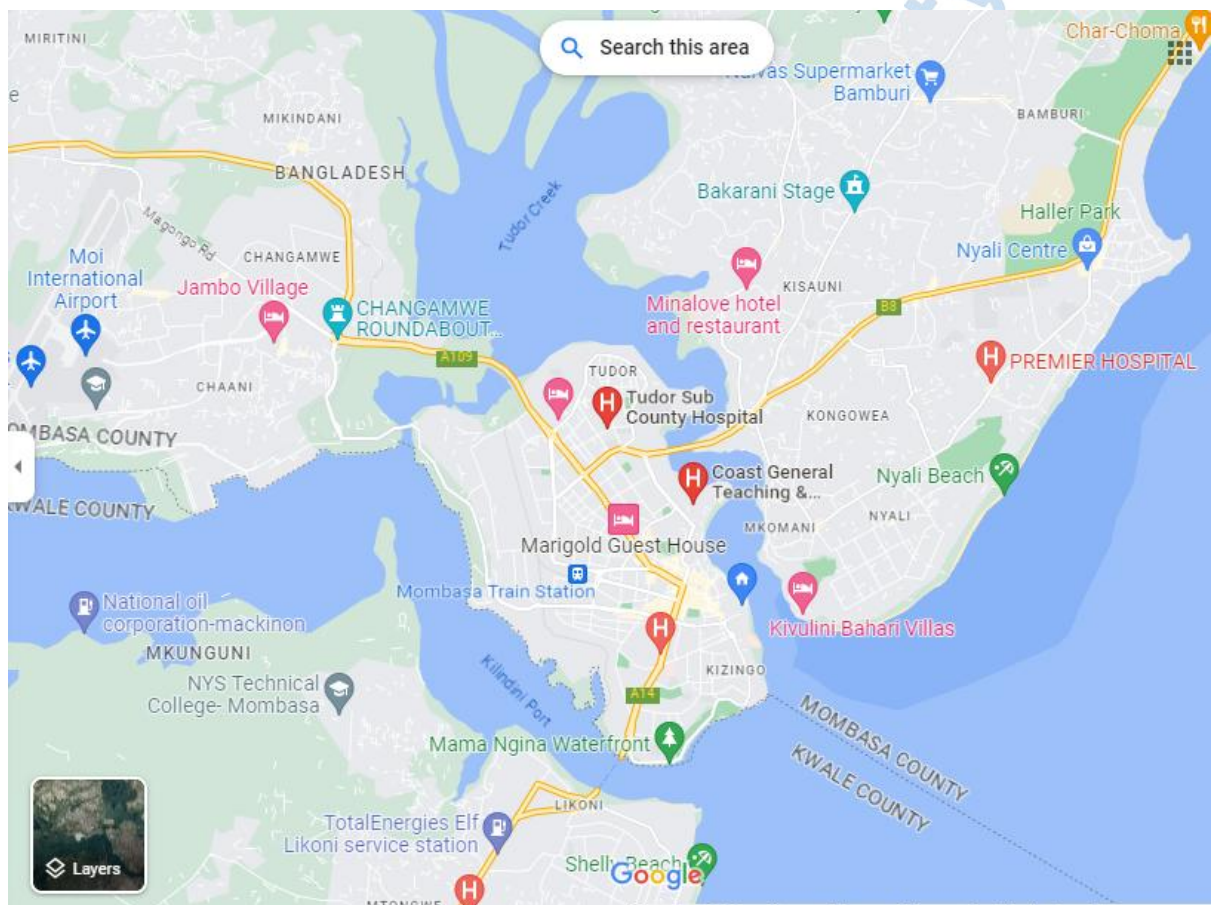 MIRITINI
Search this area
Char-Choma
Naivas Supermarket
Bamburi
e
MIKINDANI
BAMBURI
BANGLADESH
Tudor Creek
Bakarani Stage
Haller Park
Magongo Rd
Nyali Centre
CHANGAMWE
Moi
International
Airport
Jambo Village
KISAUNI
Minalove hotel
and restaurant
B8
CHANGAMWE
ROUNDABOUT...
A109
PREMIER HOSPITAL
TUDOR
CHAANI
Tudor Sub
County Hospital
KONGOWEA
MOMBASA COUNTY
KWALE COUNTY
Coast General
Teaching &...
Nyali Beach
NYALI
MKOMANI
Marigold Guest House
Mombasa Train Station
National oil
corporation-mackinon
Kivulini Bahari Villas
MKUNGUNI
KIZINGO
NYS Technical
College- Mombasa
Kilindini Port
A14
Mama Ngina Waterfront
MOMBASA COUNTY
KWALE COUNTY
LIKONI
TotalEnergies Elf
Likoni service station
Layers
Shelly Beach
Google
MTONGWE